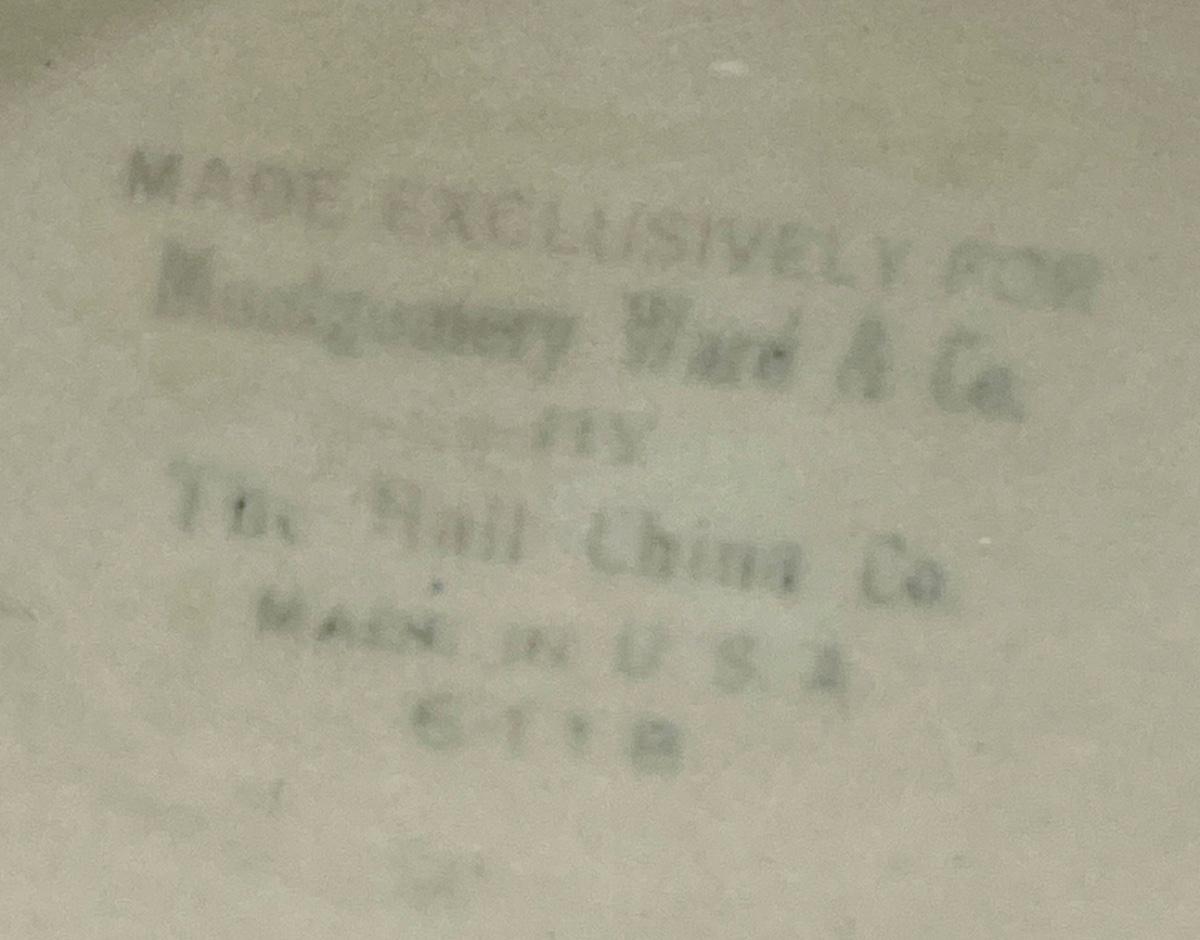 MADE EXCLUSIVELY FOR
Montgomery Ward & Co.
BY
The Hall China Co.
MADE IN U. S. A.